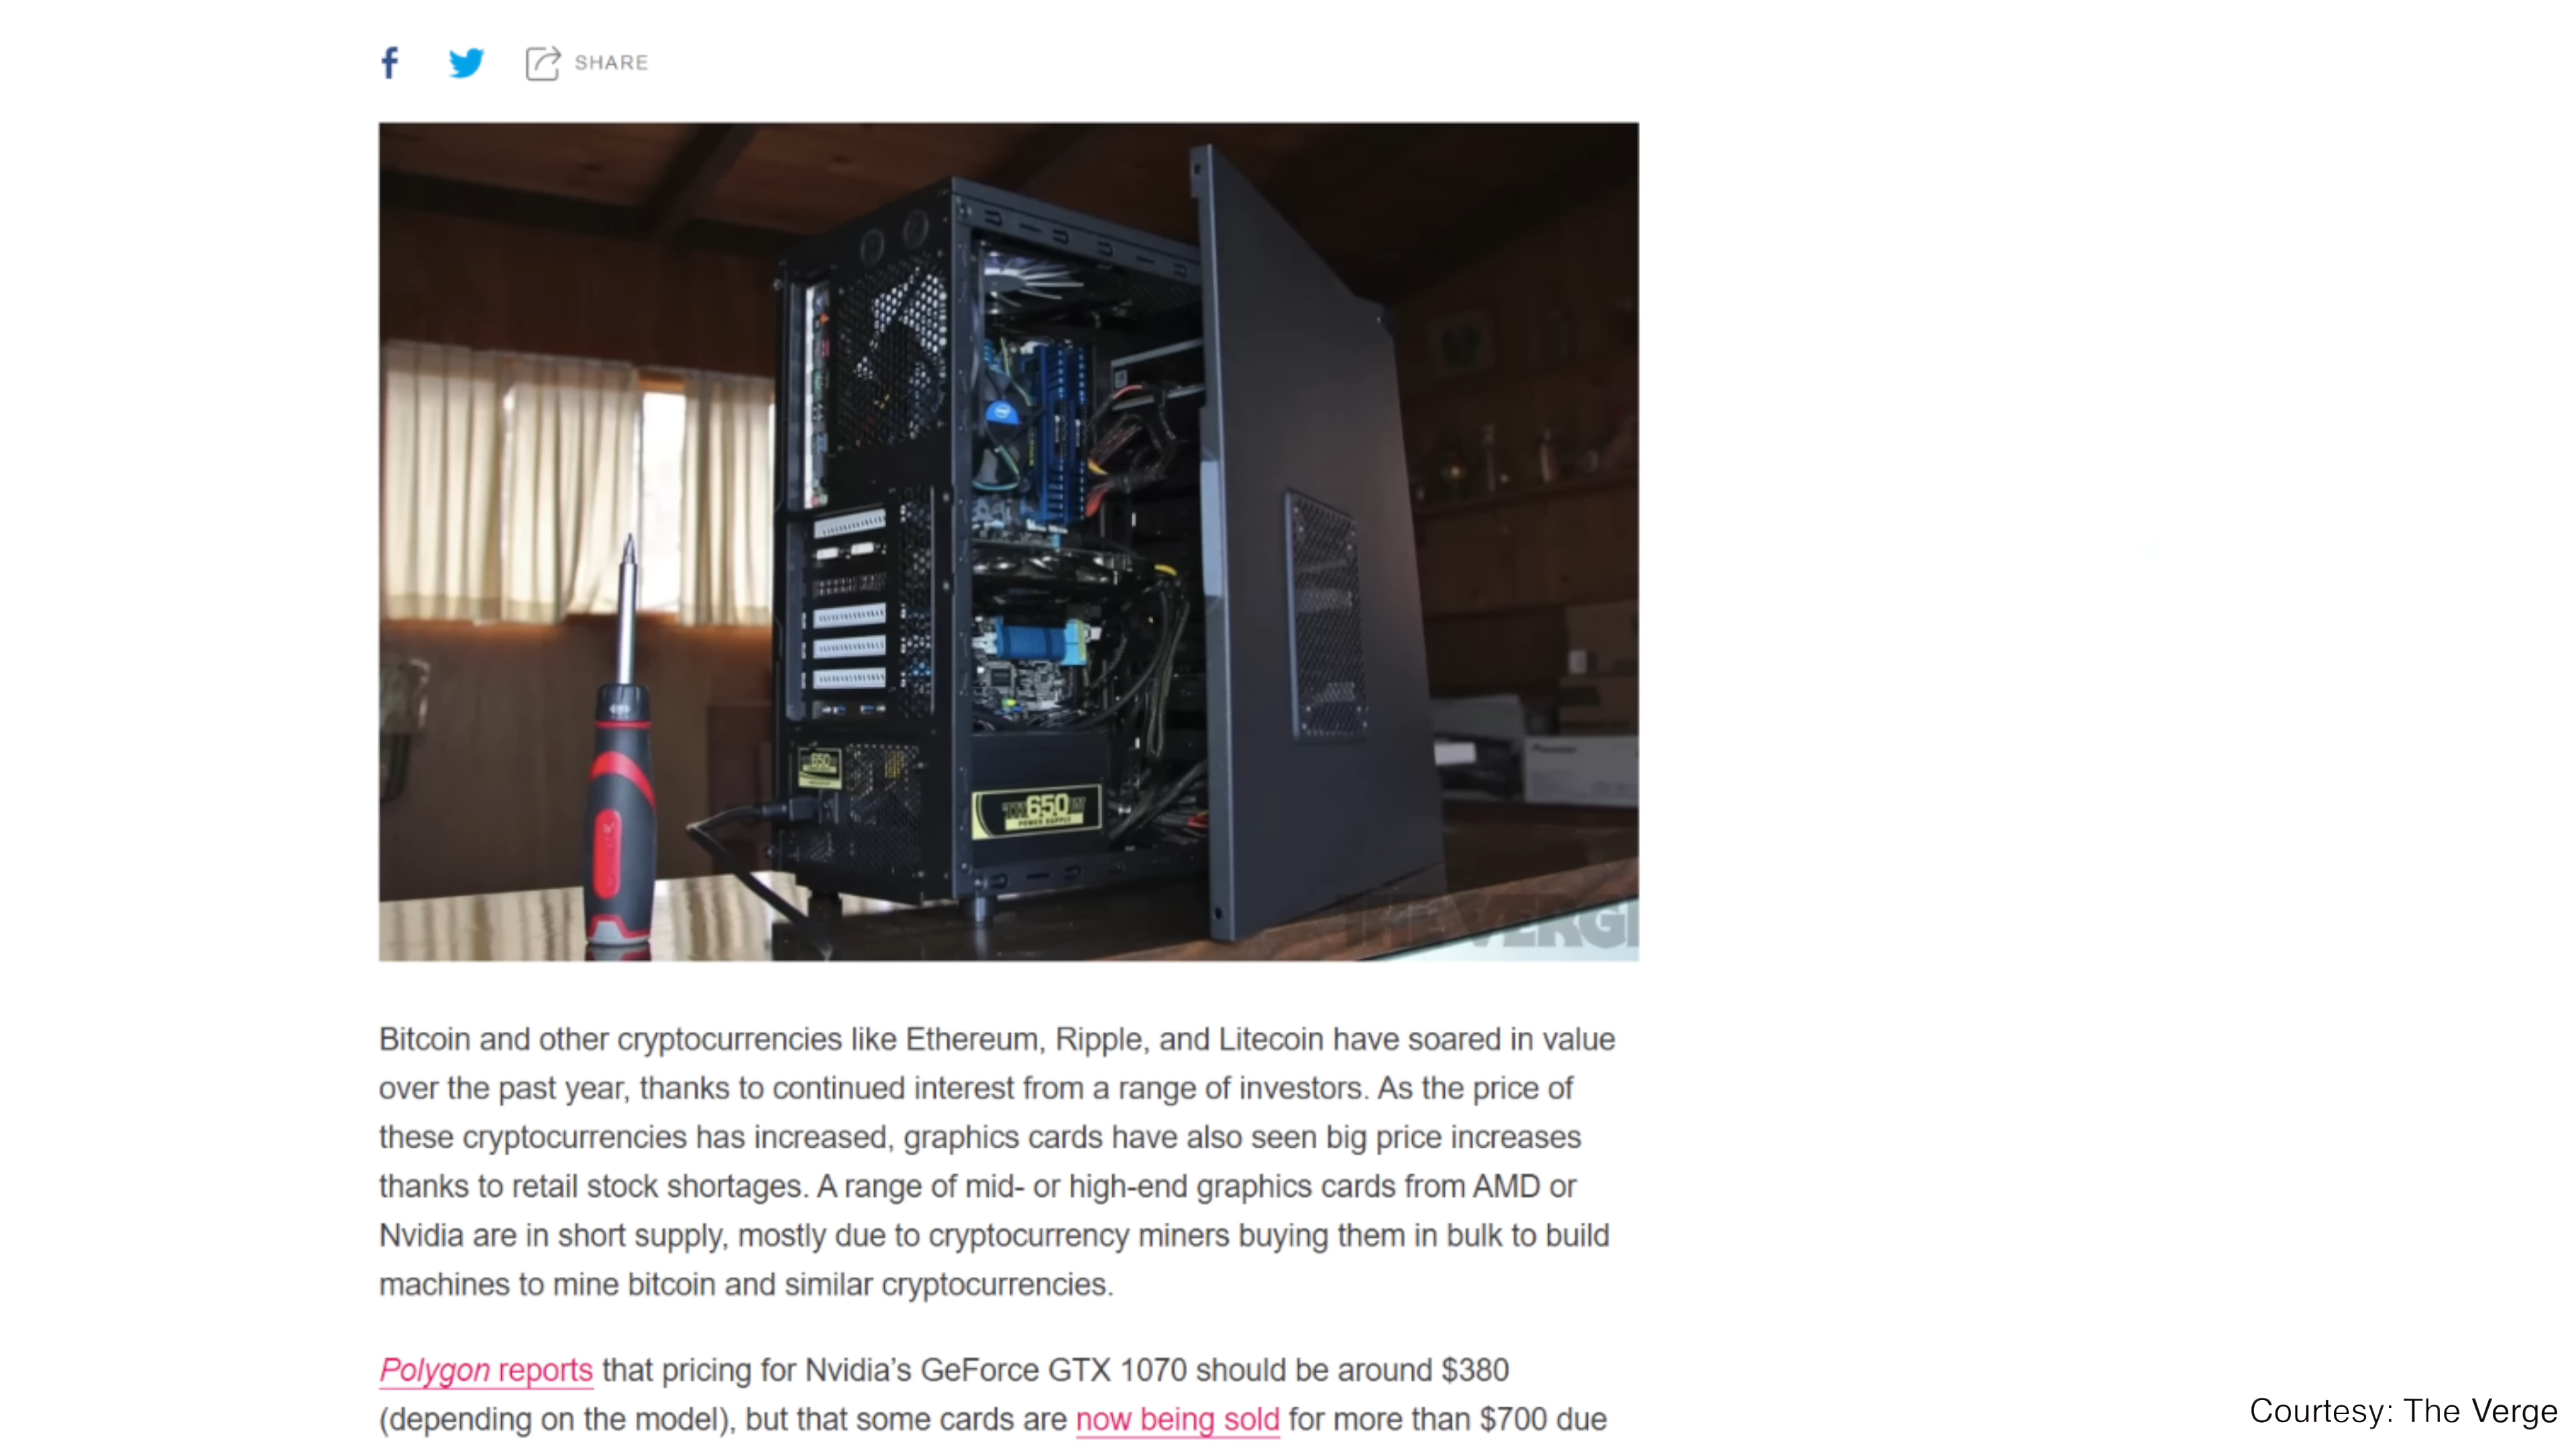 SHARE
650
650
POWER SUPPLY
THE VERGE
Bitcoin and other cryptocurrencies like Ethereum, Ripple, and Litecoin have soared in value
over the past year, thanks to continued interest from a range of investors. As the price of
these cryptocurrencies has increased, graphics cards have also seen big price increases
thanks to retail stock shortages. A range of mid- or high-end graphics cards from AMD or
Nvidia are in short supply, mostly due to cryptocurrency miners buying them in bulk to build
machines to mine bitcoin and similar cryptocurrencies.
Polygon reports that pricing for Nvidia’s GeForce GTX 1070 should be around $380
(depending on the model), but that some cards are now being sold for more than $700 due
Courtesy: The Verge